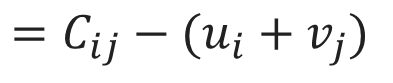 = C_{ij} − (u_i + v_j)